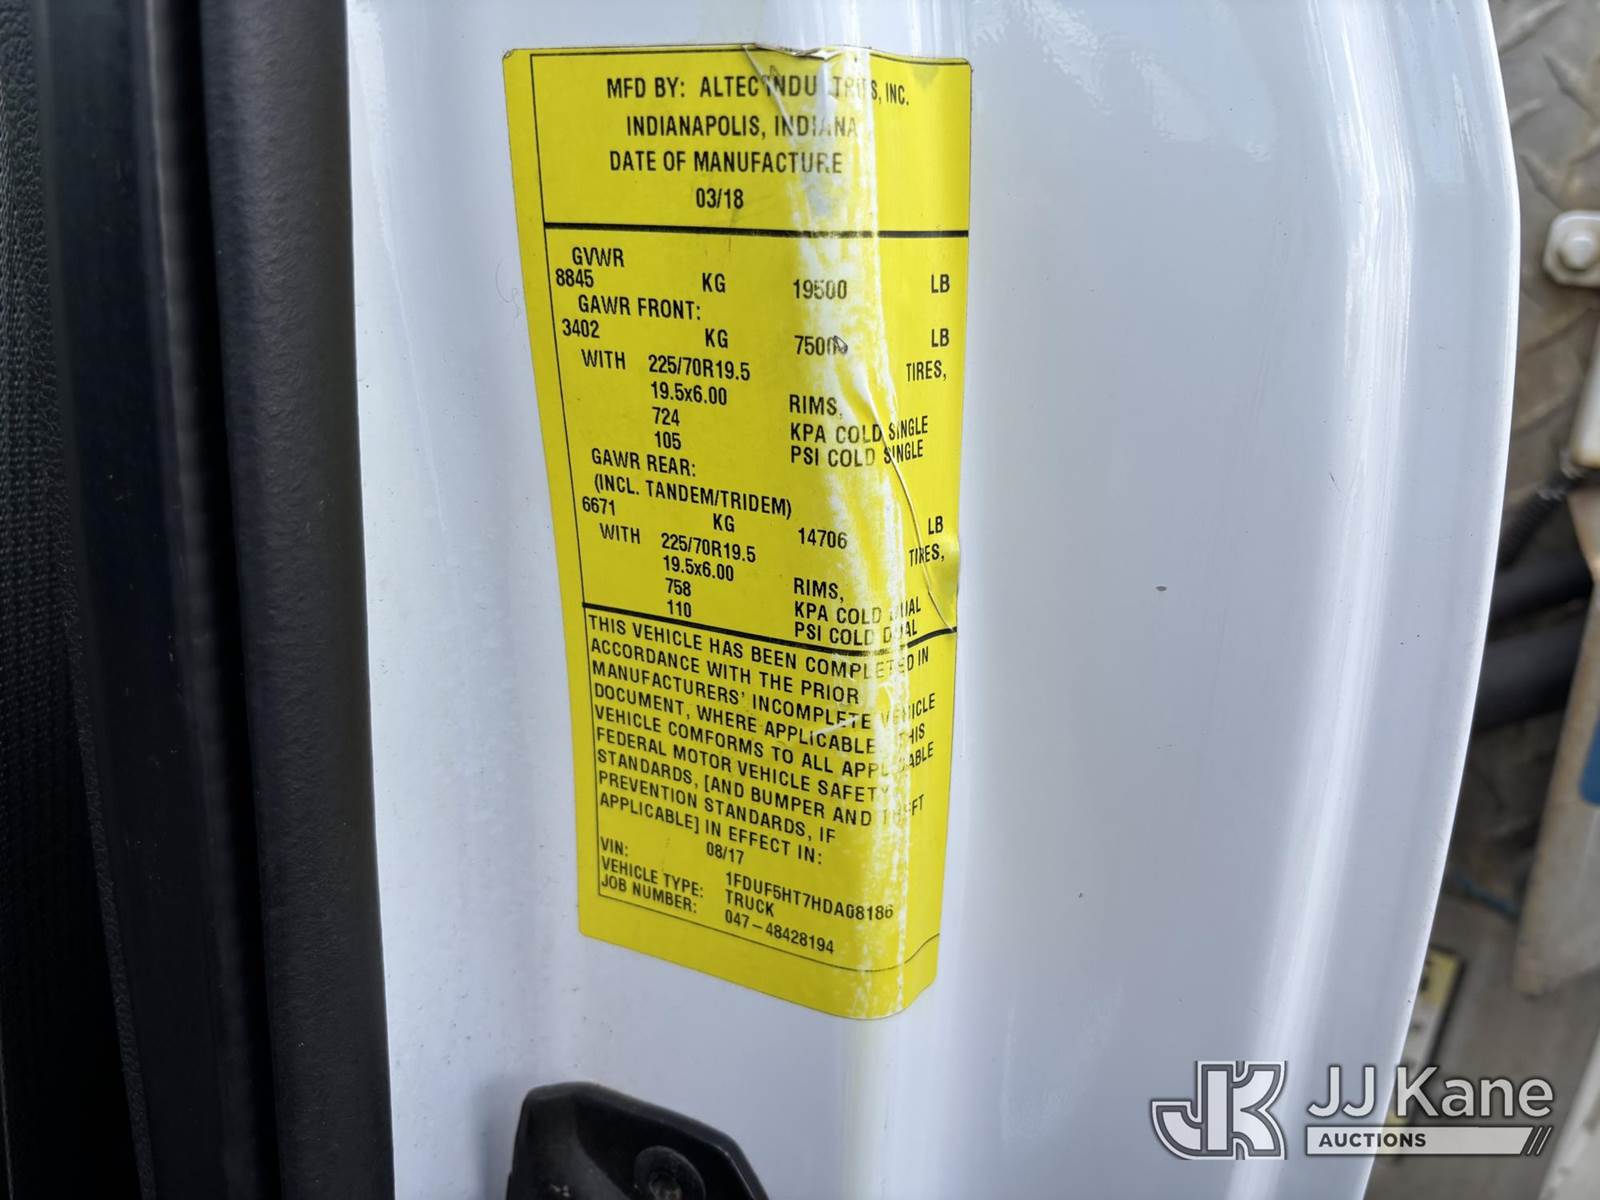 MFD BY: ALTEC INDUSTRIES, INC.
INDIANAPOLIS, INDIANA
DATE OF MANUFACTURE
03/18
GVWR
8845 KG 19500 LB
GAWR FRONT:
3402 KG 7500 LB
WITH 225/70R19.5 TIRES,
19.5x6.00 RIMS,
724 KPA COLD SINGLE
105 PSI COLD SINGLE
GAWR REAR:
(INCL. TANDEM/TRIDEM)
6671 KG 14706 LB
WITH 225/70R19.5 TIRES,
19.5x6.00 RIMS,
758 KPA COLD DUAL
110 PSI COLD DUAL
THIS VEHICLE HAS BEEN COMPLETED IN
ACCORDANCE WITH THE PRIOR
MANUFACTURERS' INCOMPLETE VEHICLE
DOCUMENT, WHERE APPLICABLE. THIS
VEHICLE COMFORMS TO ALL APPLICABLE
FEDERAL MOTOR VEHICLE SAFETY
STANDARDS, [AND BUMPER AND THEFT
PREVENTION STANDARDS, IF
APPLICABLE] IN EFFECT IN:
08/17
VIN: 1FDUF5HT7HDA08186
VEHICLE TYPE: TRUCK
JOB NUMBER: 047-48428194
JK JJ Kane
AUCTIONS